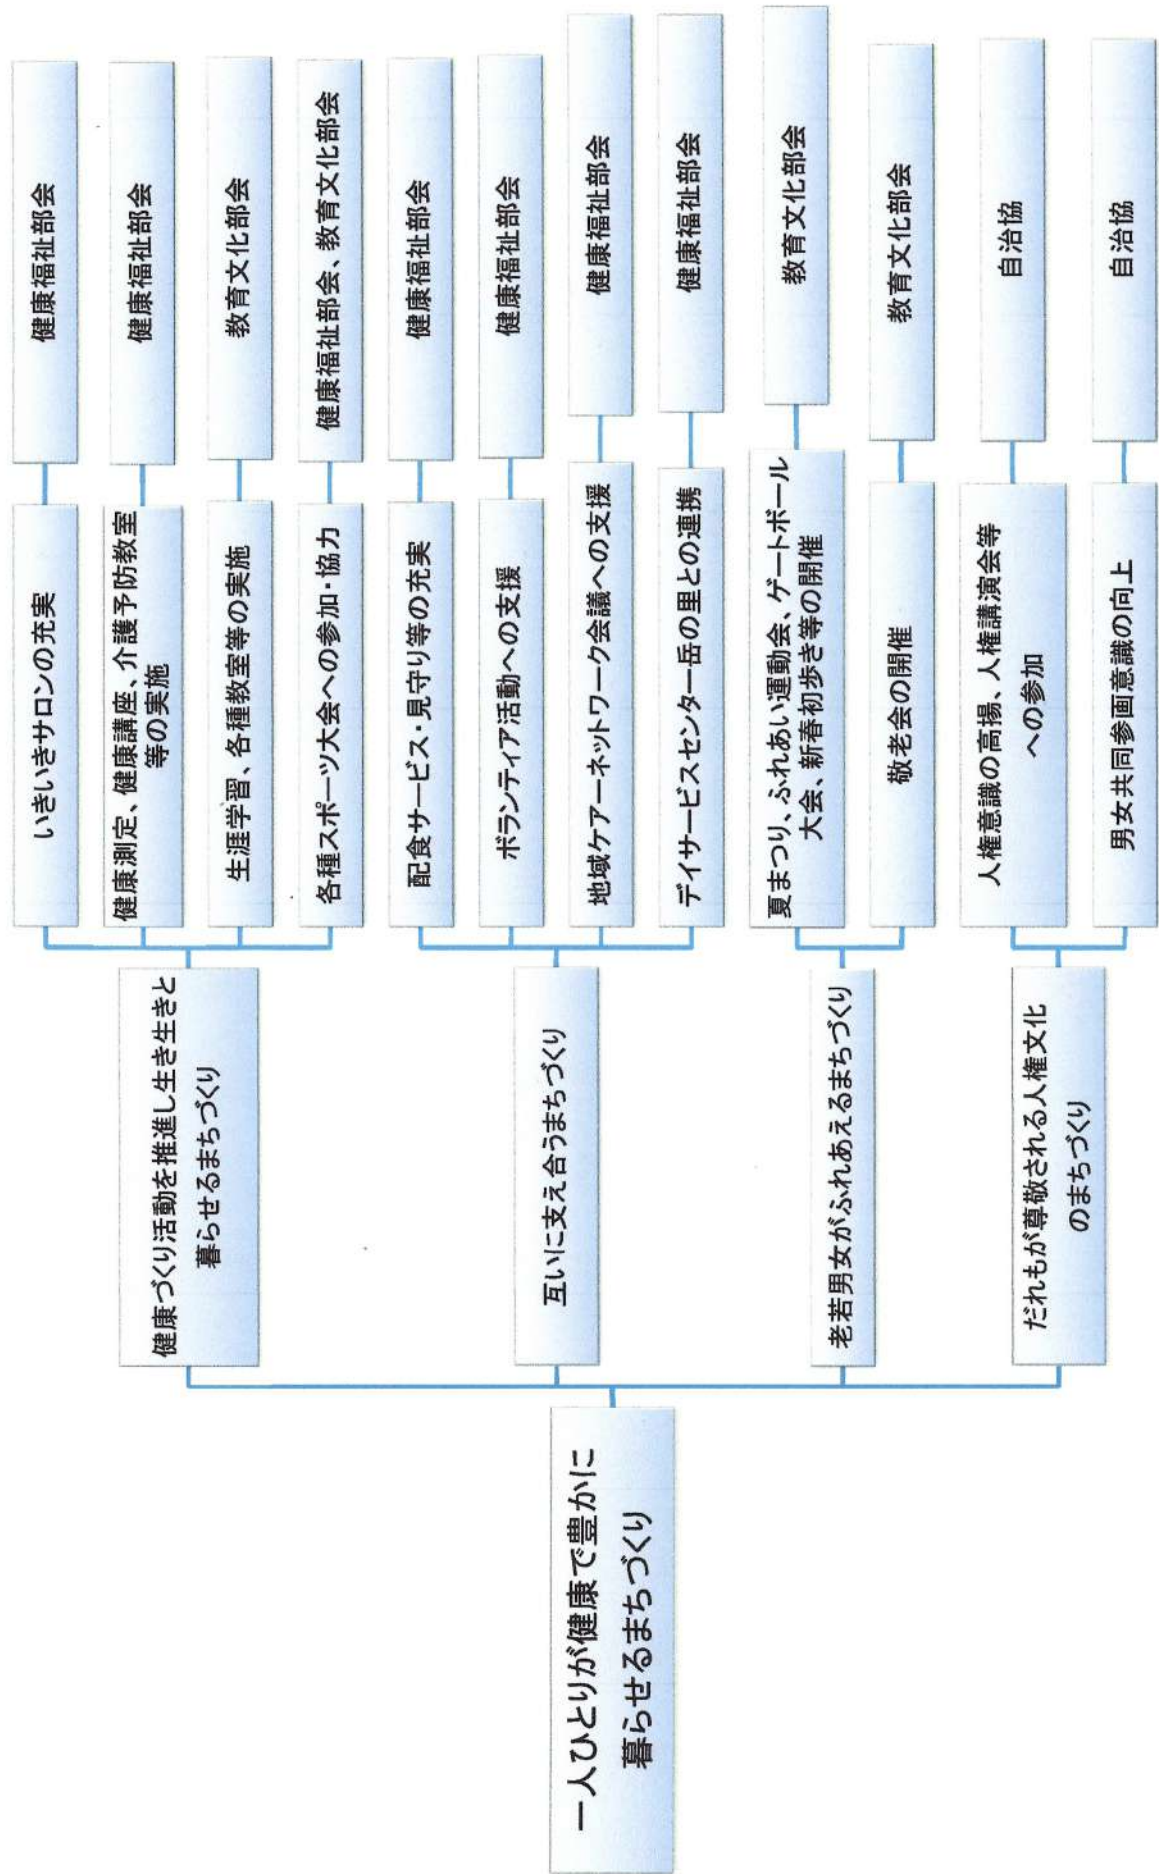 一人ひとりが健康で豊かに
暮らせるまちづくり
健康づくり活動を推進し生き生きと
暮らせるまちづくり
いきいきサロンの充実
健康福祉部会
健康測定、健康講座、介護予防教室
等の実施
健康福祉部会
生涯学習、各種教室等の実施
教育文化部会
各種スポーツ大会への参加・協力
健康福祉部会、教育文化部会
互いに支え合うまちづくり
配食サービス・見守り等の充実
健康福祉部会
ボランティア活動への支援
健康福祉部会
地域ケアーネットワーク会議への支援
健康福祉部会
デイサービスセンター岳の里との連携
健康福祉部会
老若男女がふれあえるまちづくり
夏まつり、ふれあい運動会、ゲートボール
大会、新春初歩き等の開催
教育文化部会
敬老会の開催
教育文化部会
だれもが尊敬される人権文化
のまちづくり
人権意識の高揚、人権講演会等
への参加
自治協
男女共同参画意識の向上
自治協